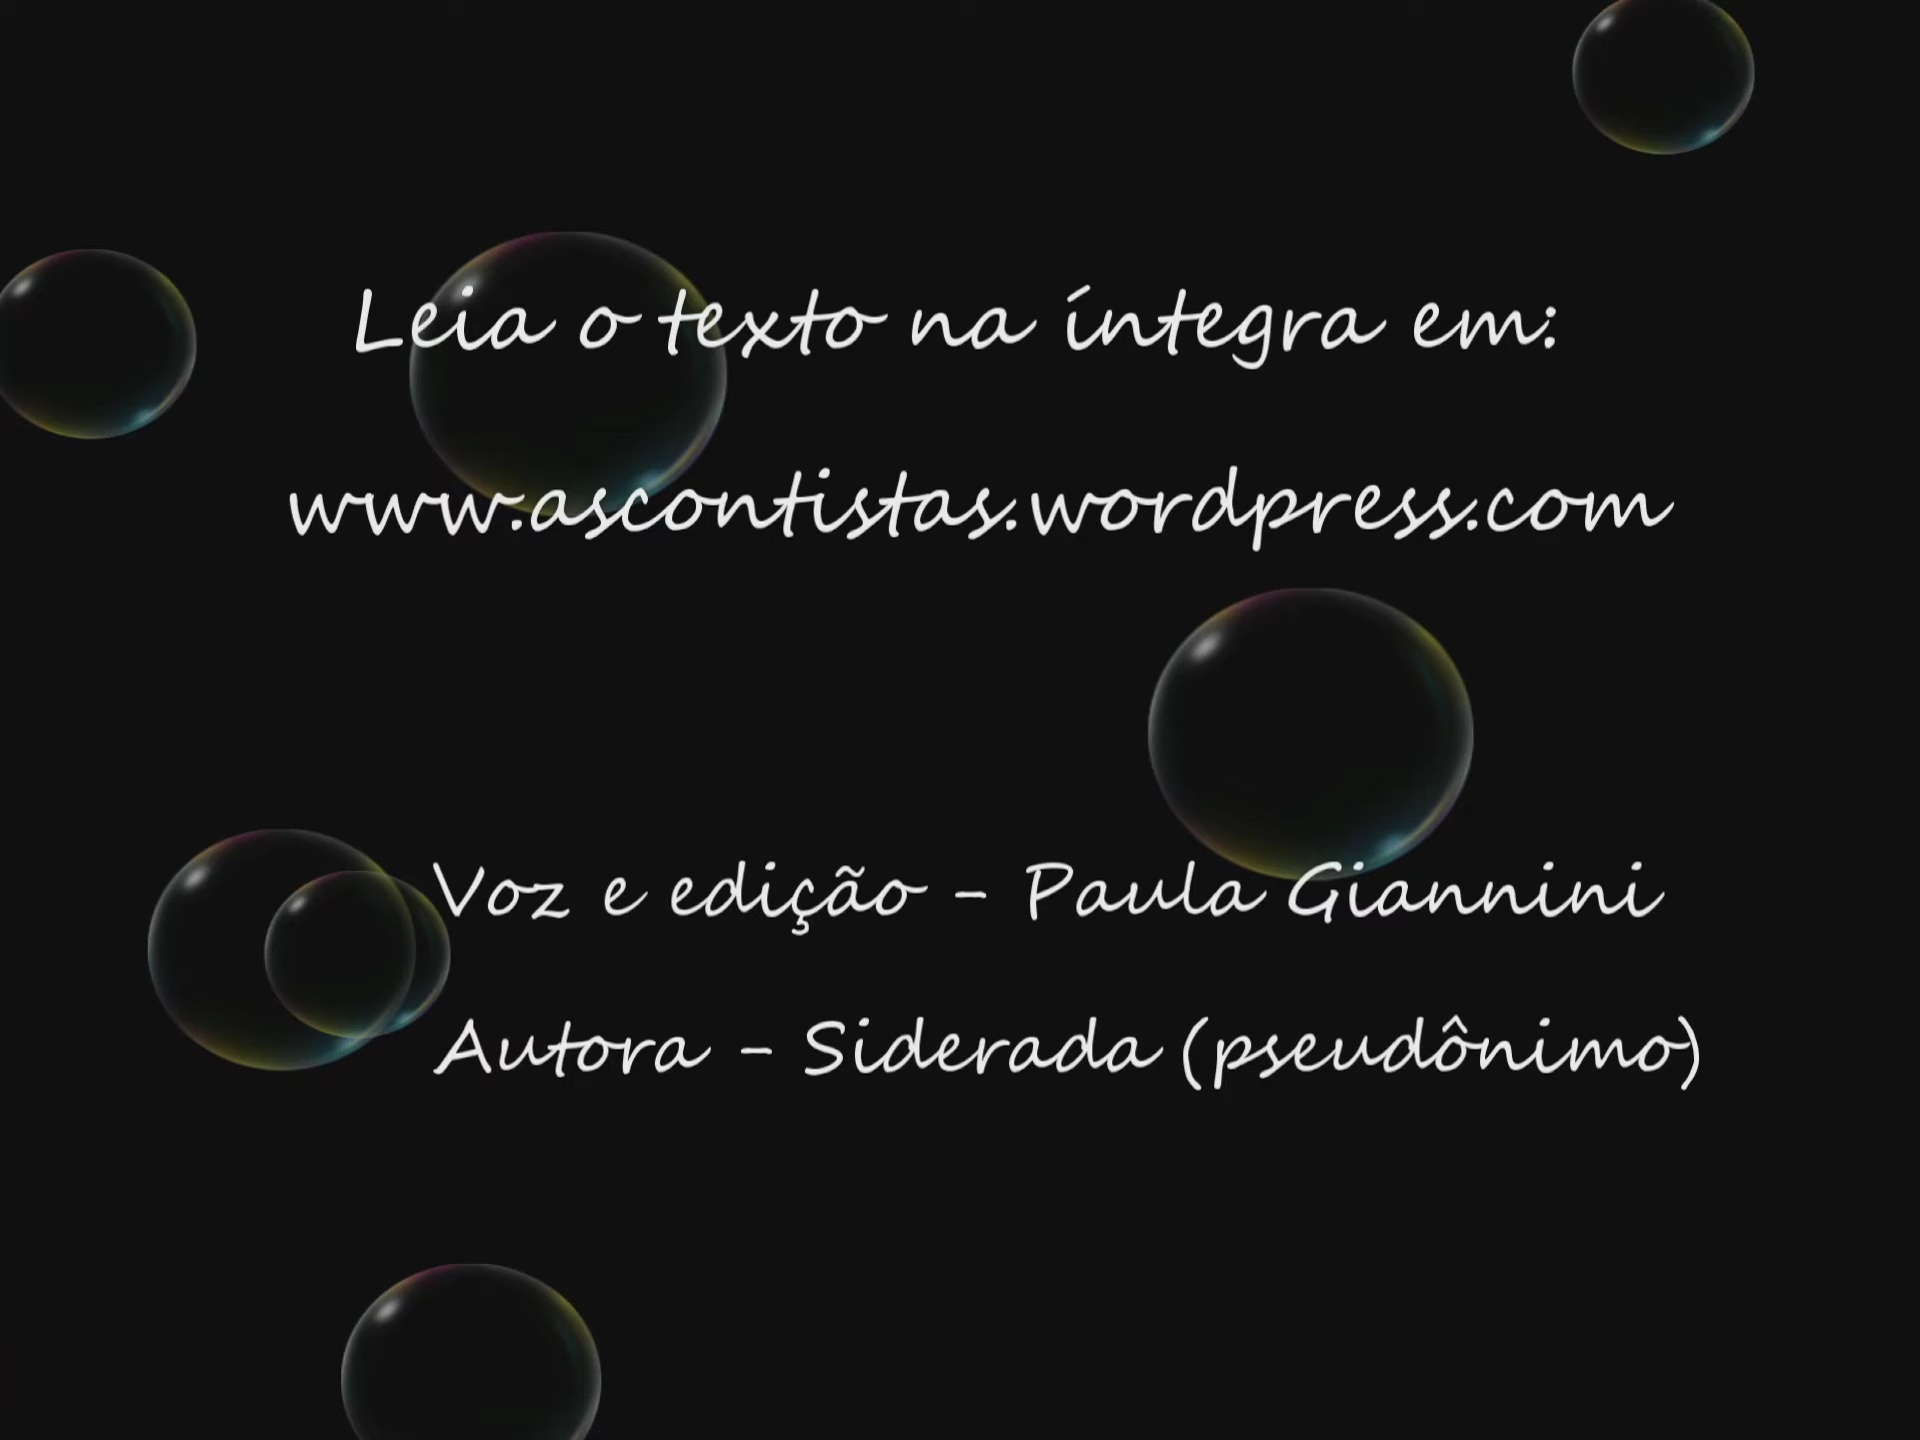 Leia o texto na íntegra em:
www.ascontistas.wordpress.com
Voz e edição - Paula Giannini
Autora - Siderada (pseudônimo)